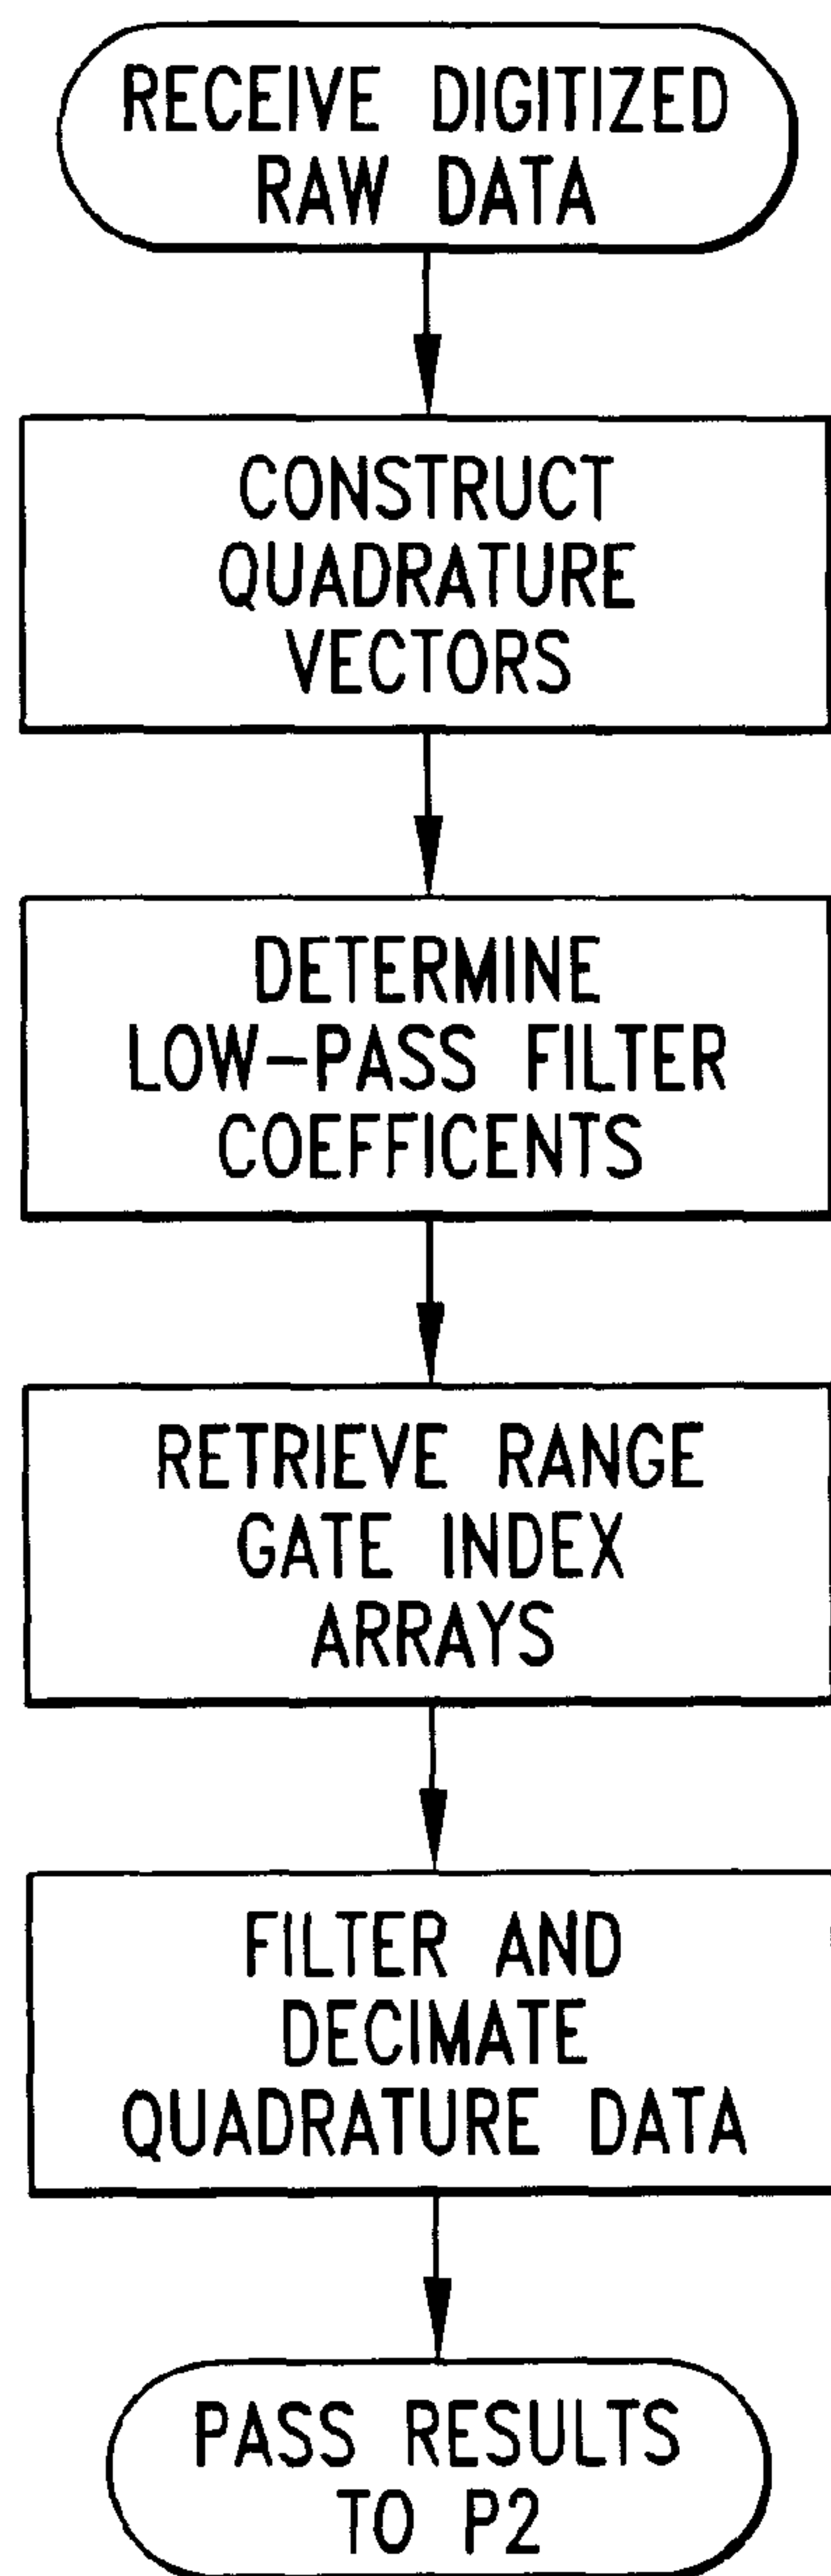 RECEIVE DIGITIZED
RAW DATA
CONSTRUCT
QUADRATURE
VECTORS
DETERMINE
LOW-PASS FILTER
COEFFICENTS
RETRIEVE RANGE
GATE INDEX
ARRAYS
FILTER AND
DECIMATE
QUADRATURE DATA
PASS RESULTS
TO P2